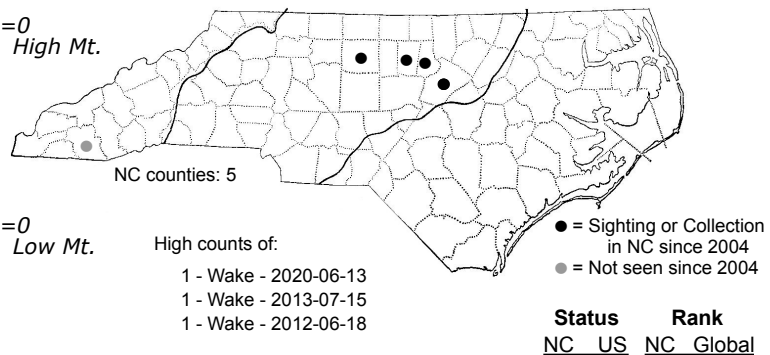 =0
High Mt.
NC counties: 5
=0
Low Mt.
High counts of:
1 - Wake - 2020-06-13
1 - Wake - 2013-07-15
1 - Wake - 2012-06-18
● = Sighting or Collection
in NC since 2004
● = Not seen since 2004
Status Rank
NC US NC Global